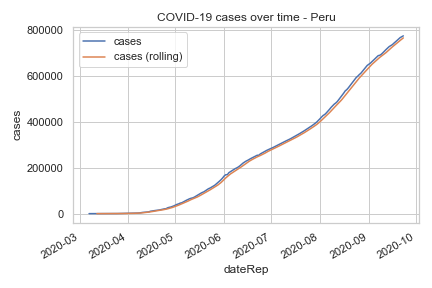 COVID-19 cases over time - Peru
cases
cases (rolling)
800000
600000
400000
200000
0
cases
2020-03
2020-04
2020-05
2020-06
2020-07
2020-08
2020-09
2020-10
dateRep